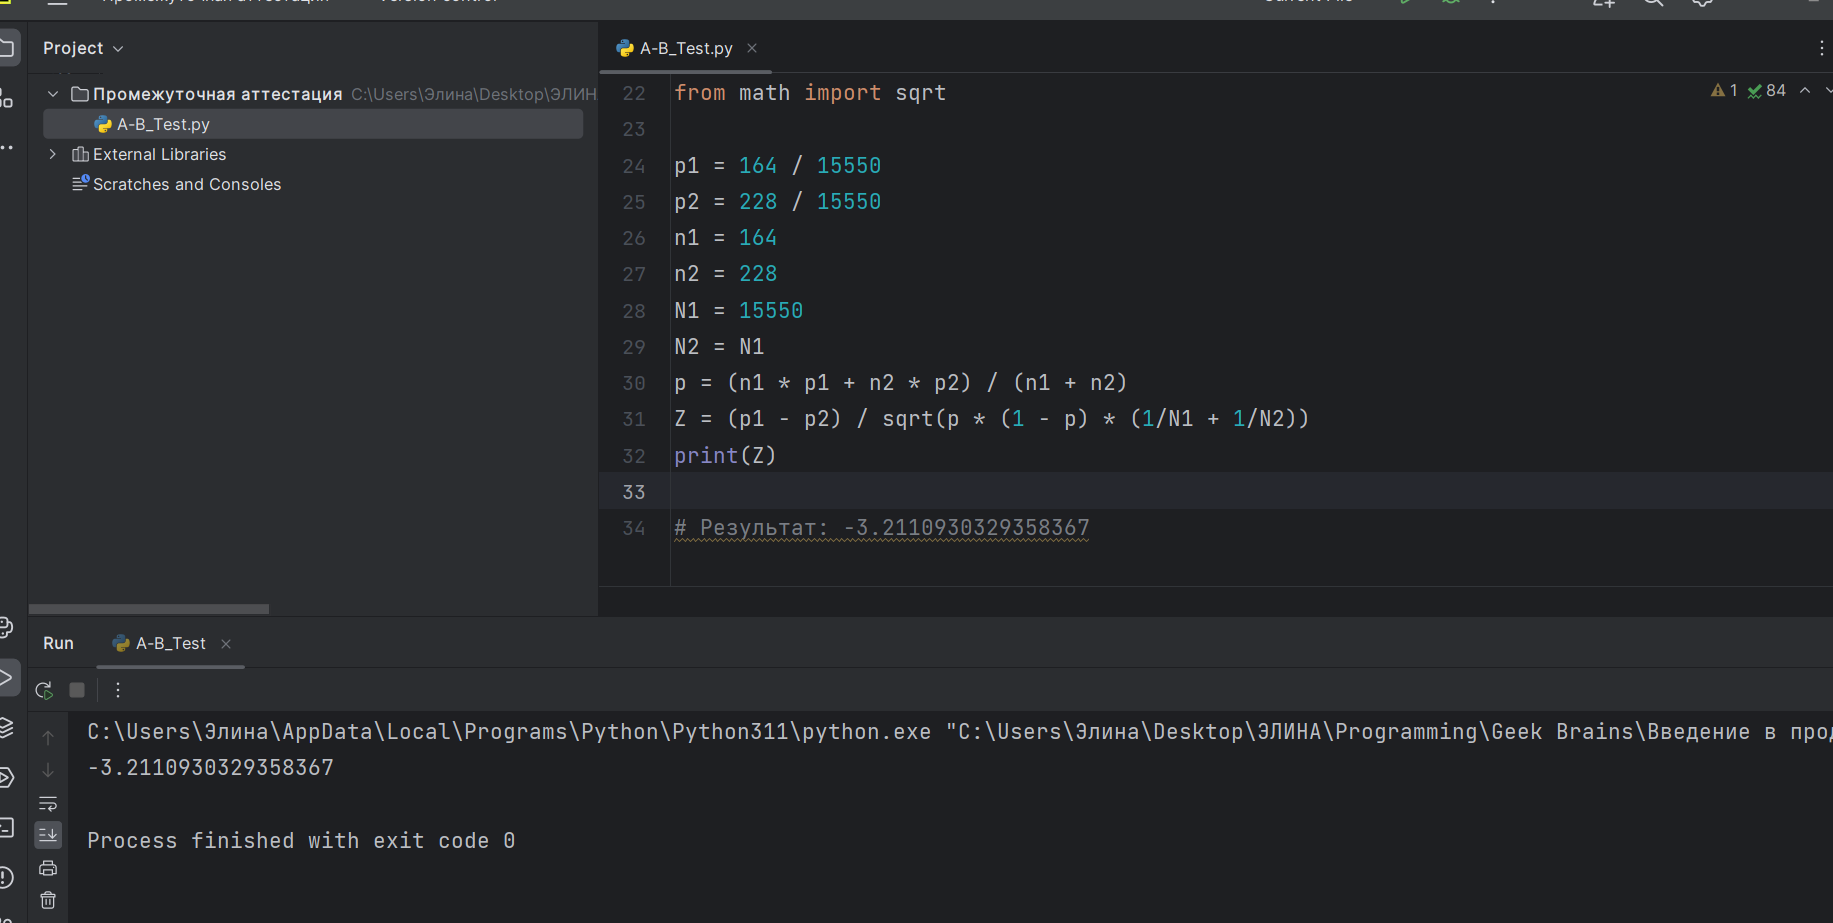 Project
A-B_Test.py
Промежуточная аттестация C:\Users\Элина\Desktop\ЭЛИН
A-B_Test.py
External Libraries
Scratches and Consoles
1 84
22 from math import sqrt
23
24 p1 = 164 / 15550
25 p2 = 228 / 15550
26 n1 = 164
27 n2 = 228
28 N1 = 15550
29 N2 = N1
30 p = (n1 * p1 + n2 * p2) / (n1 + n2)
31 Z = (p1 - p2) / sqrt(p * (1 - p) * (1/N1 + 1/N2))
32 print(Z)
33
34 # Результат: -3.2110930329358367
Run A-B_Test
C:\Users\Элина\AppData\Local\Programs\Python\Python311\python.exe "C:\Users\Элина\Desktop\ЭЛИНА\Programming\Geek Brains\Введение в прод
-3.2110930329358367
Process finished with exit code 0